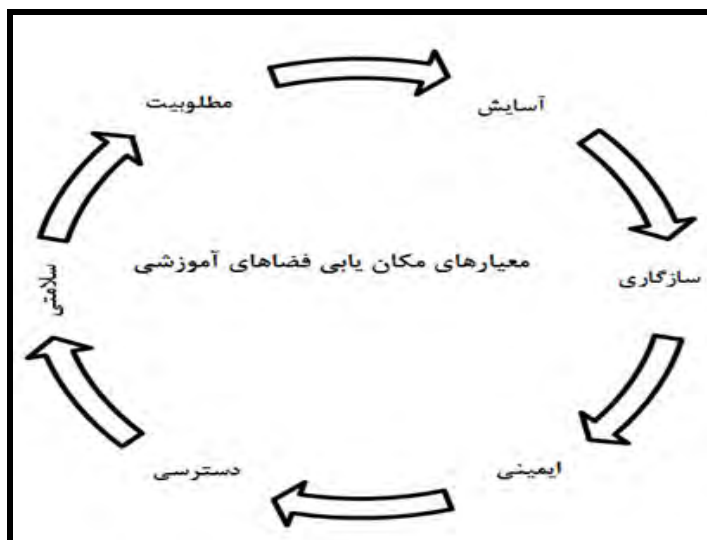 مطلوبیت
آسایش
سازگاری
ایمینی
دسترسی
سلامتی
معیارهای مکان یابی فضاهای آموزشی